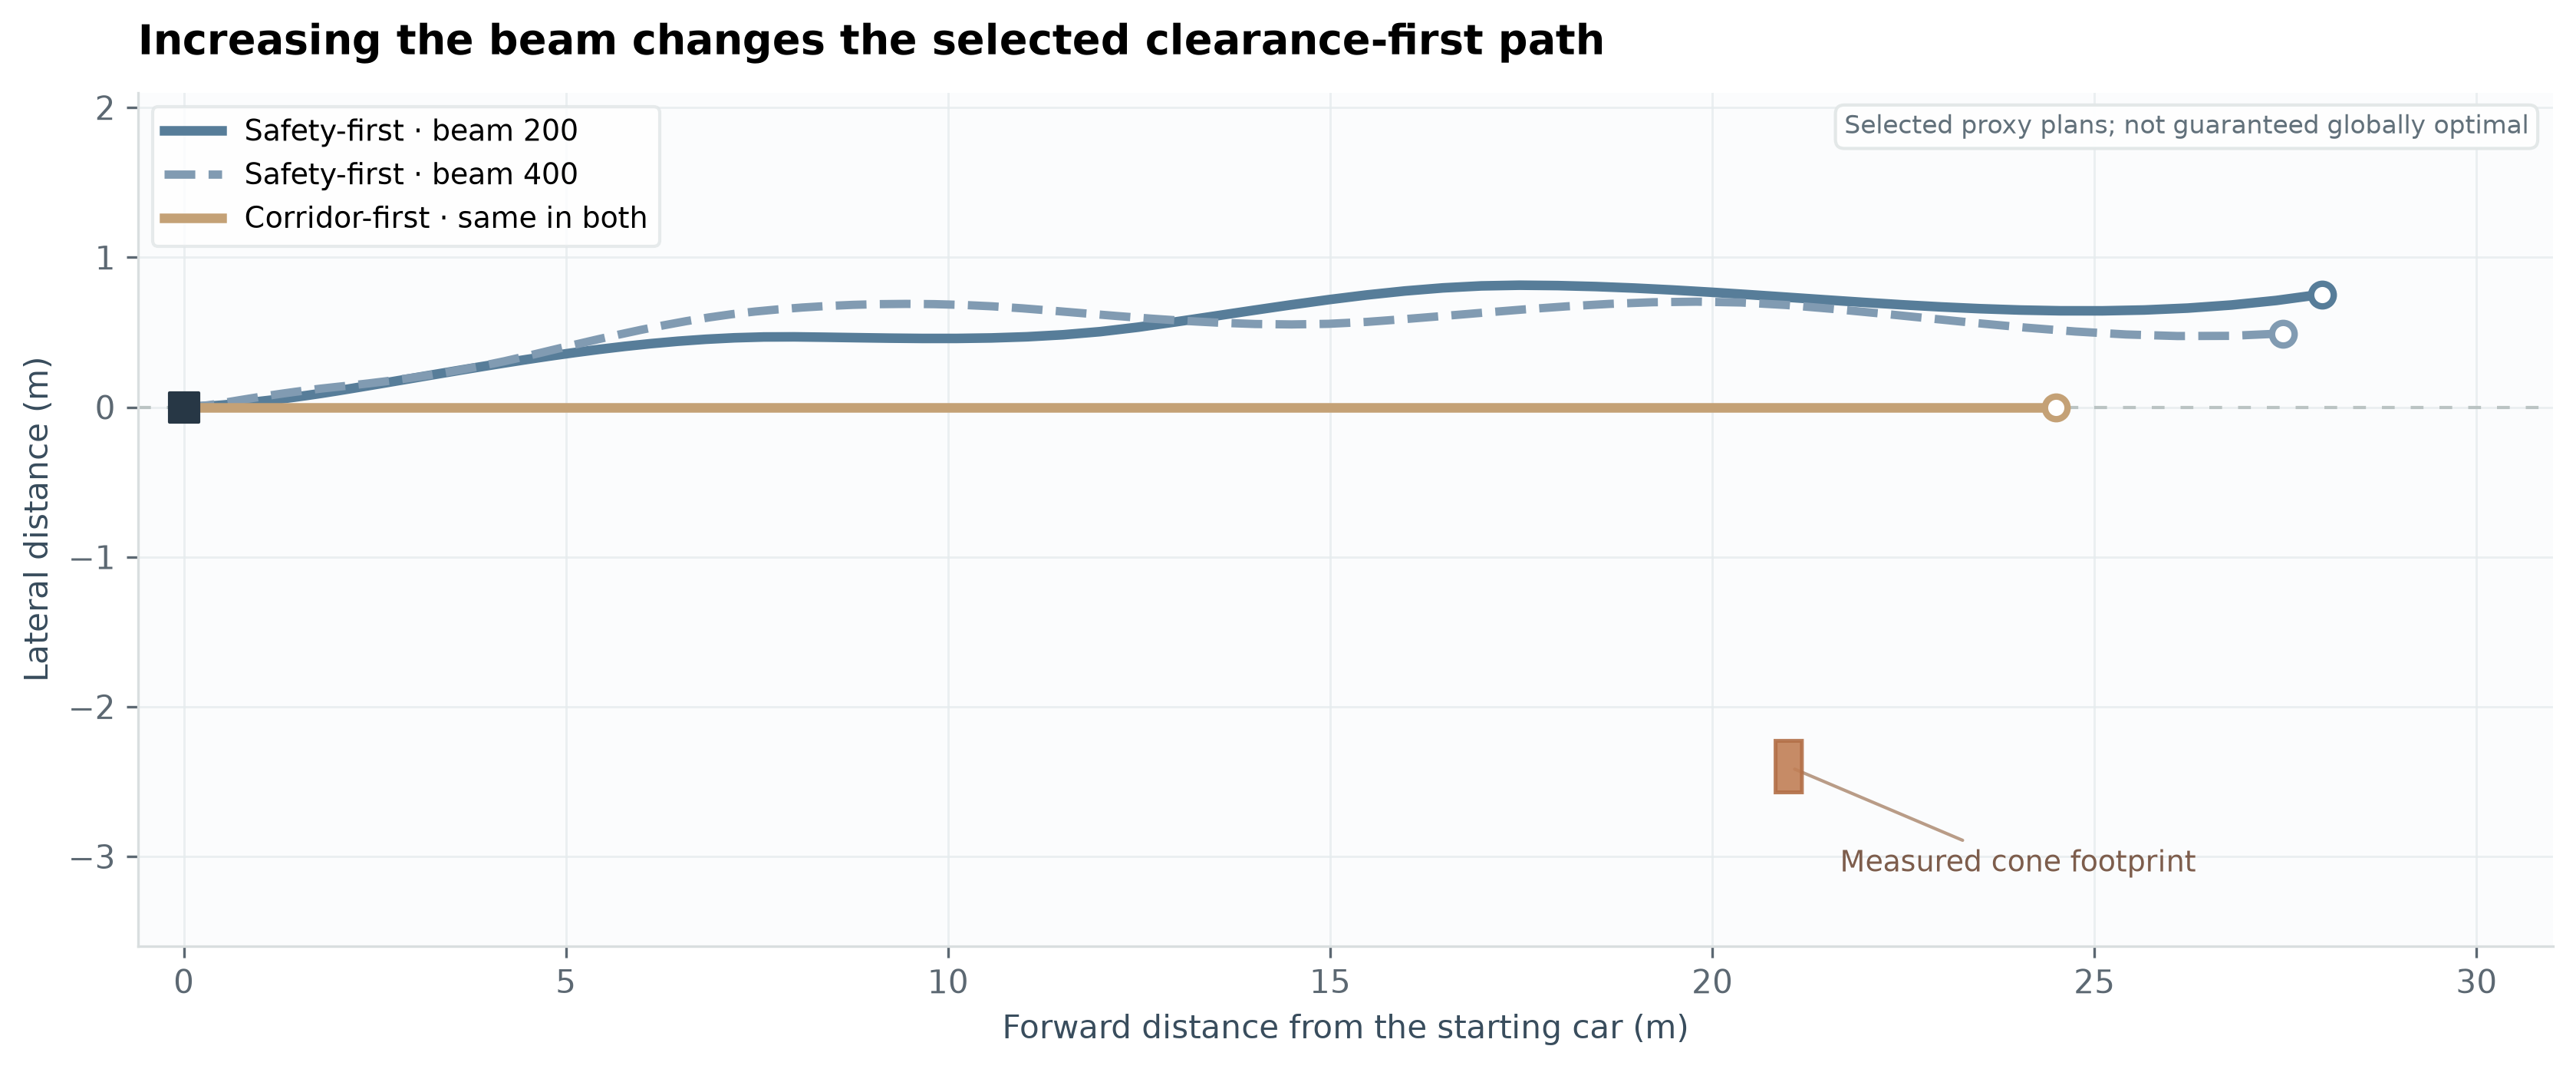 Increasing the beam changes the selected clearance-first path
Safety-first · beam 200
Safety-first · beam 400
Corridor-first · same in both
Selected proxy plans; not guaranteed globally optimal
Lateral distance (m)
2
1
0
−1
−2
−3
Measured cone footprint
0 5 10 15 20 25 30
Forward distance from the starting car (m)